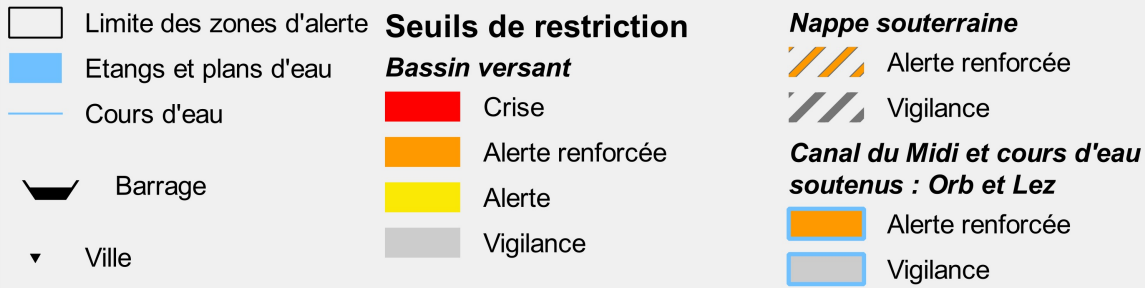 Limite des zones d'alerte
Etangs et plans d'eau
Cours d'eau
Barrage
Ville
Seuils de restriction
Bassin versant
Crise
Alerte renforcée
Alerte
Vigilance
Nappe souterraine
Alerte renforcée
Vigilance
Canal du Midi et cours d'eau
soutenus : Orb et Lez
Alerte renforcée
Vigilance